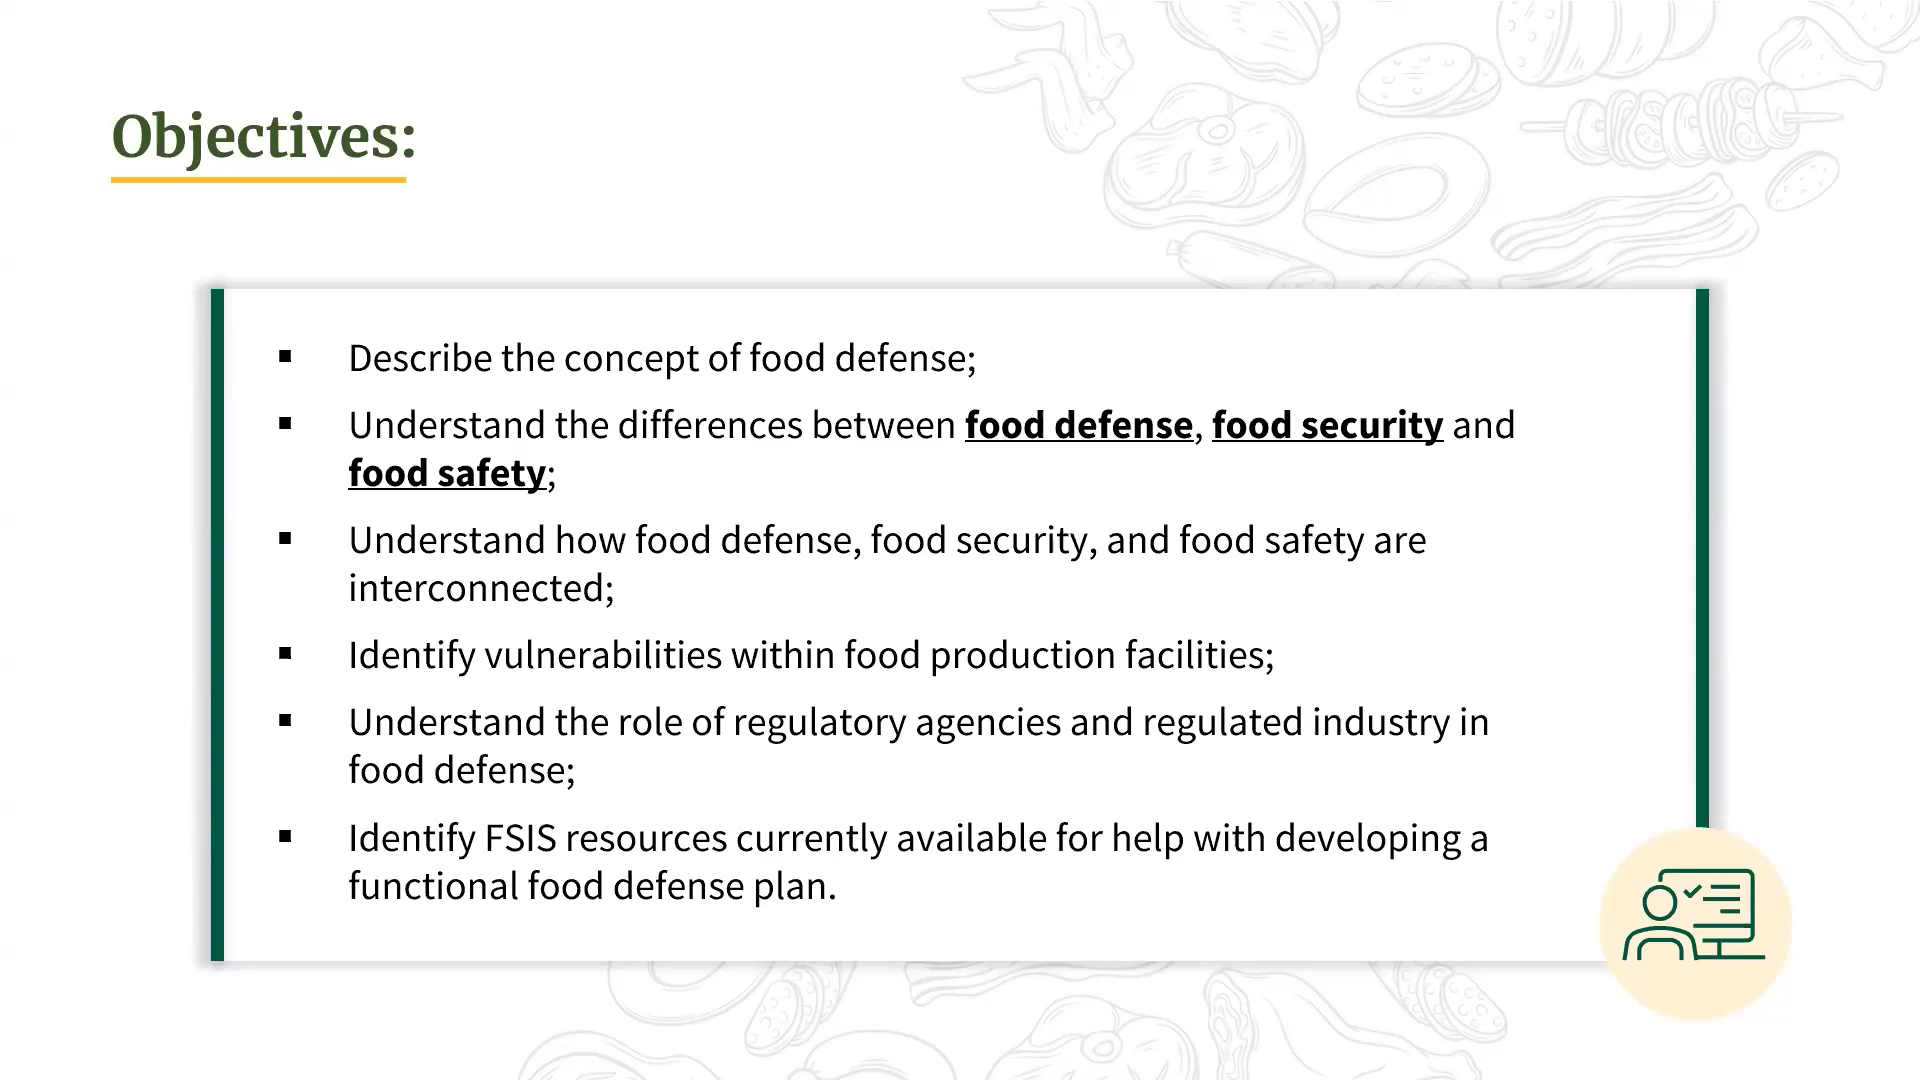 Objectives:
▪ Describe the concept of food defense;
▪ Understand the differences between food defense, food security and
food safety;
▪ Understand how food defense, food security, and food safety are
interconnected;
▪ Identify vulnerabilities within food production facilities;
▪ Understand the role of regulatory agencies and regulated industry in
food defense;
▪ Identify FSIS resources currently available for help with developing a
functional food defense plan.